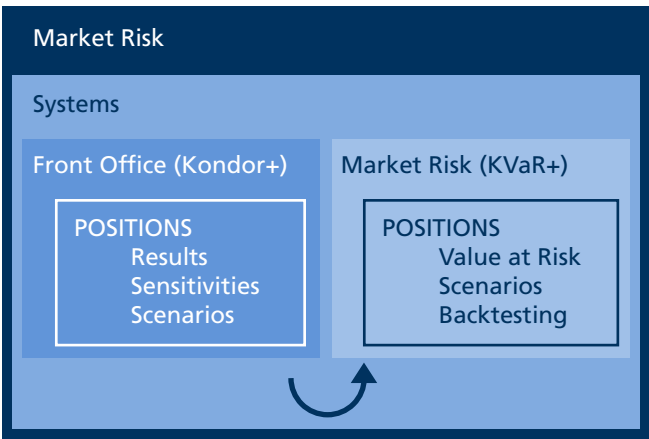 Market Risk
Systems
Front Office (Kondor+)
POSITIONS
Results
Sensitivities
Scenarios
Market Risk (KVaR+)
POSITIONS
Value at Risk
Scenarios
Backtesting